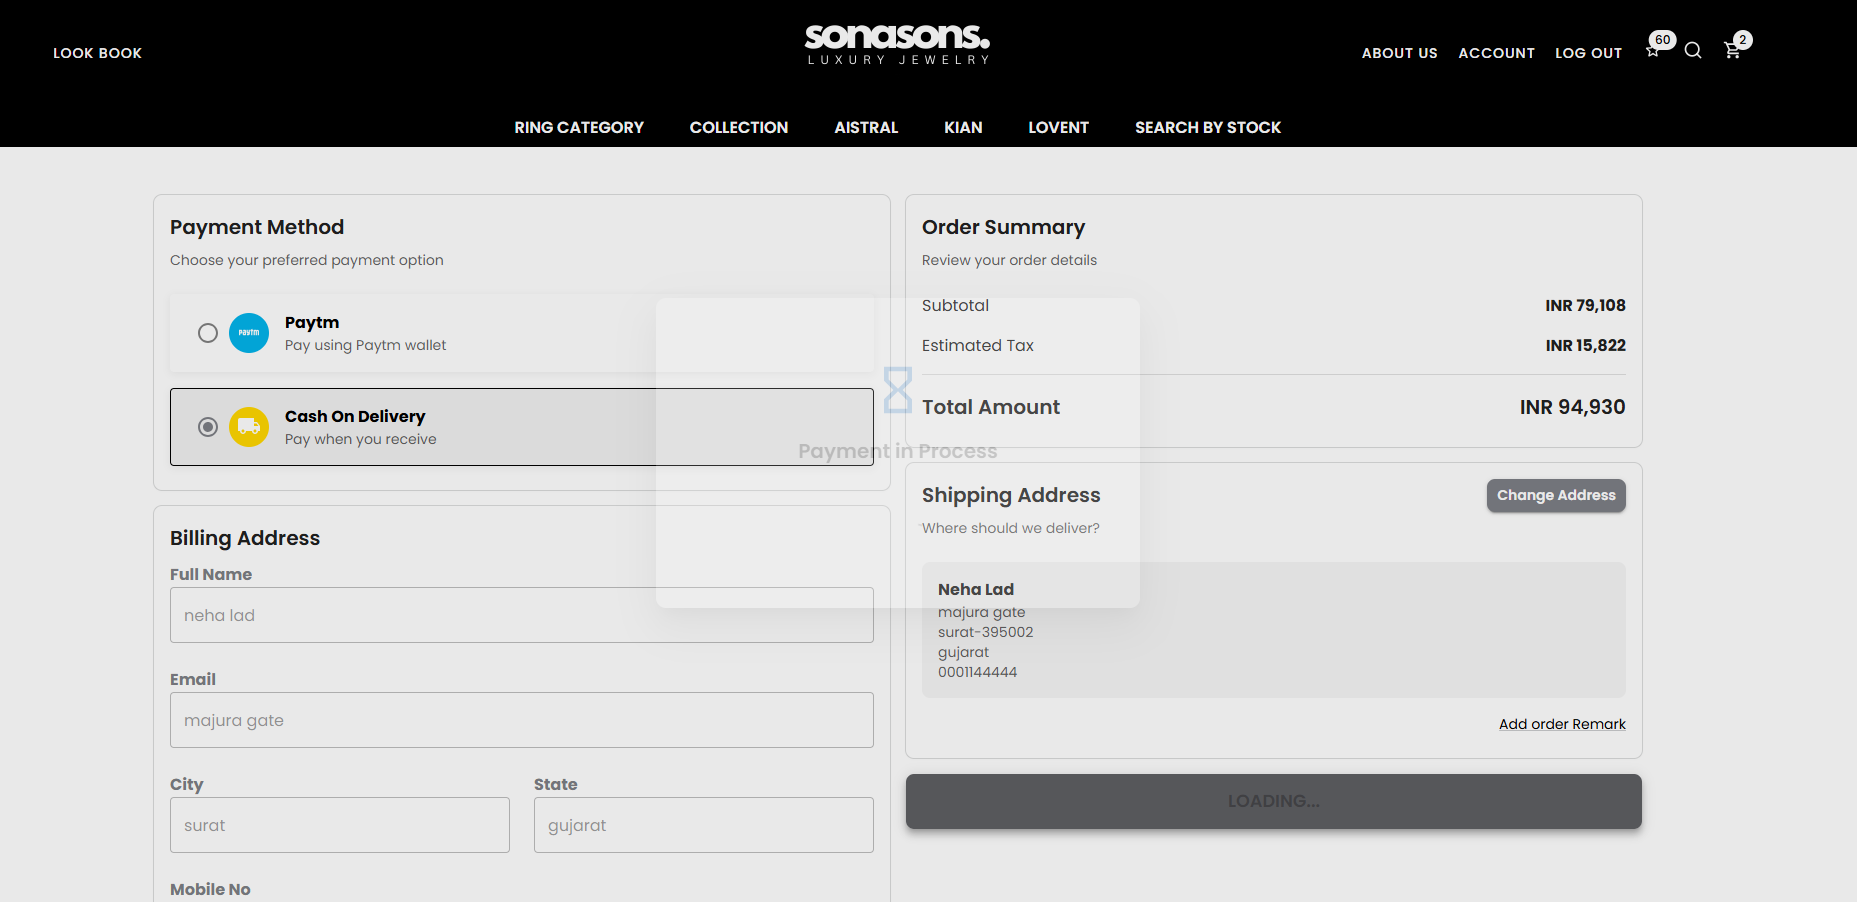 LOOK BOOK
sonasons.
LUXURY JEWELRY
ABOUT US
ACCOUNT
LOG OUT
60
2
RING CATEGORY
COLLECTION
AISTRAL
KIAN
LOVENT
SEARCH BY STOCK
Payment Method
Choose your preferred payment option
paytm
Paytm
Pay using Paytm wallet
Cash On Delivery
Pay when you receive
Payment in Process
Billing Address
Full Name
neha lad
Email
majura gate
City
surat
State
gujarat
Mobile No
Order Summary
Review your order details
Subtotal
INR 79,108
Estimated Tax
INR 15,822
Total Amount
INR 94,930
Shipping Address
Change Address
Where should we deliver?
Neha Lad
majura gate
surat-395002
gujarat
0001144444
Add order Remark
LOADING...